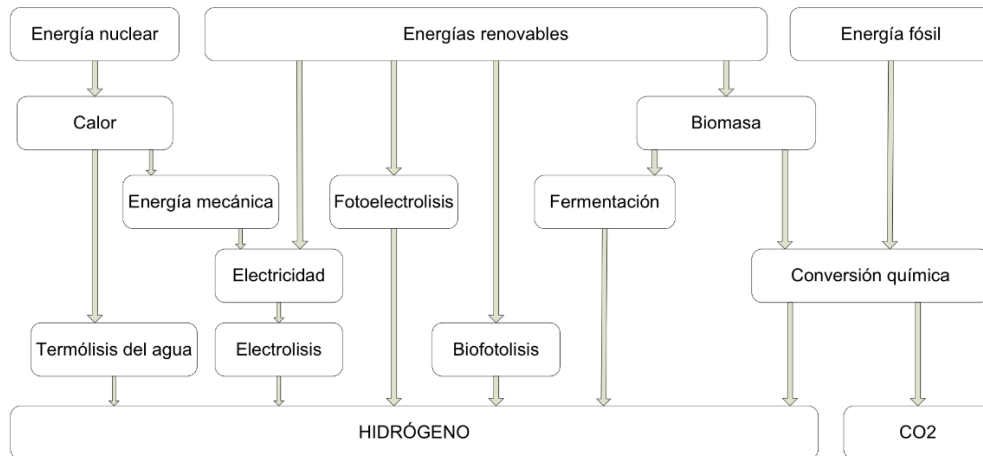 Energía nuclear
Energías renovables
Energía fósil
Calor
Biomasa
Energía mecánica
Fotoelectrolisis
Fermentación
Electricidad
Conversión química
Termólisis del agua
Electrolisis
Biofotolisis
HIDRÓGENO
CO2